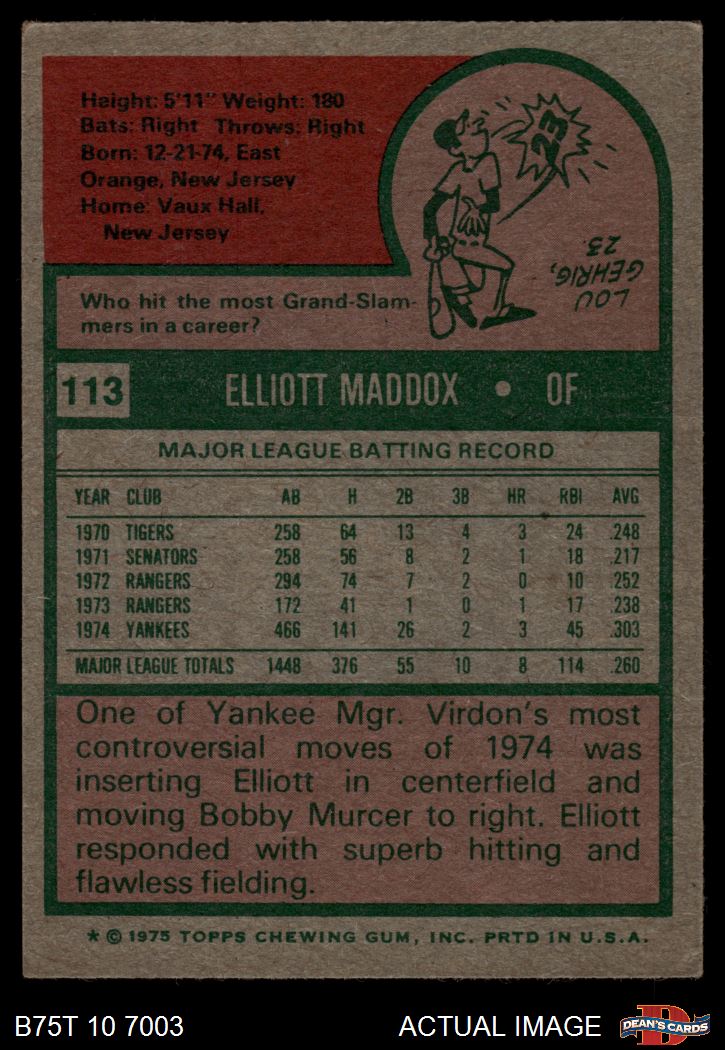 Height: 5'11" Weight: 180
Bats: Right Throws: Right
Born: 12-21-74, East
Orange, New Jersey
Home: Vaux Hall,
New Jersey
23
LOU
GEHRIG,
23.
Who hit the most Grand-Slam-
mers in a career?
113 ELLIOTT MADDOX • OF
MAJOR LEAGUE BATTING RECORD
YEAR CLUB AB H 2B 3B HR RBI AVG
1970 TIGERS 258 64 13 4 3 24 .248
1971 SENATORS 258 56 8 2 1 18 .217
1972 RANGERS 294 74 7 2 0 10 .252
1973 RANGERS 172 41 1 0 1 17 .238
1974 YANKEES 466 141 26 2 3 45 .303
MAJOR LEAGUE TOTALS 1448 376 55 10 8 114 .260
One of Yankee Mgr. Virdon's most
controversial moves of 1974 was
inserting Elliott in centerfield and
moving Bobby Murcer to right. Elliott
responded with superb hitting and
flawless fielding.
* © 1975 TOPPS CHEWING GUM, INC. PRTD IN U.S.A.
B75T 10 7003 ACTUAL IMAGE
D
DEAN'S CARDS